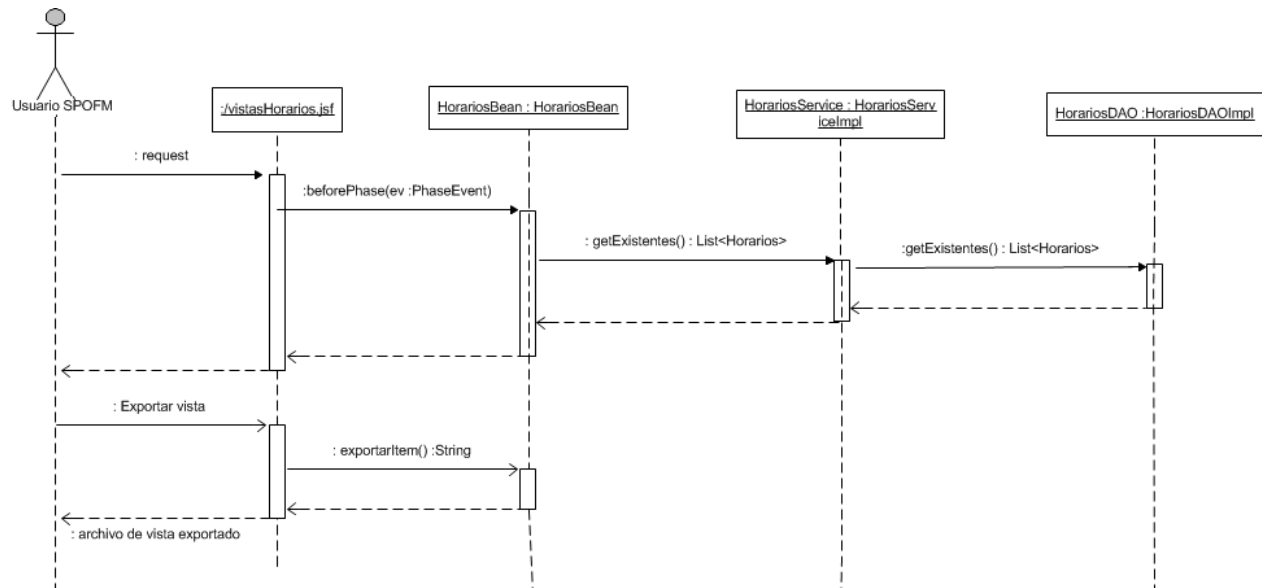 Usuario SPOFM
:/vistasHorarios.jsf
HorariosBean : HorariosBean
HorariosService : HorariosServ
iceImpl
HorariosDAO :HorariosDAOImpl
: request
:beforePhase(ev :PhaseEvent)
: getExistentes() : List<Horarios>
:getExistentes() : List<Horarios>
: Exportar vista
: exportarItem() :String
: archivo de vista exportado